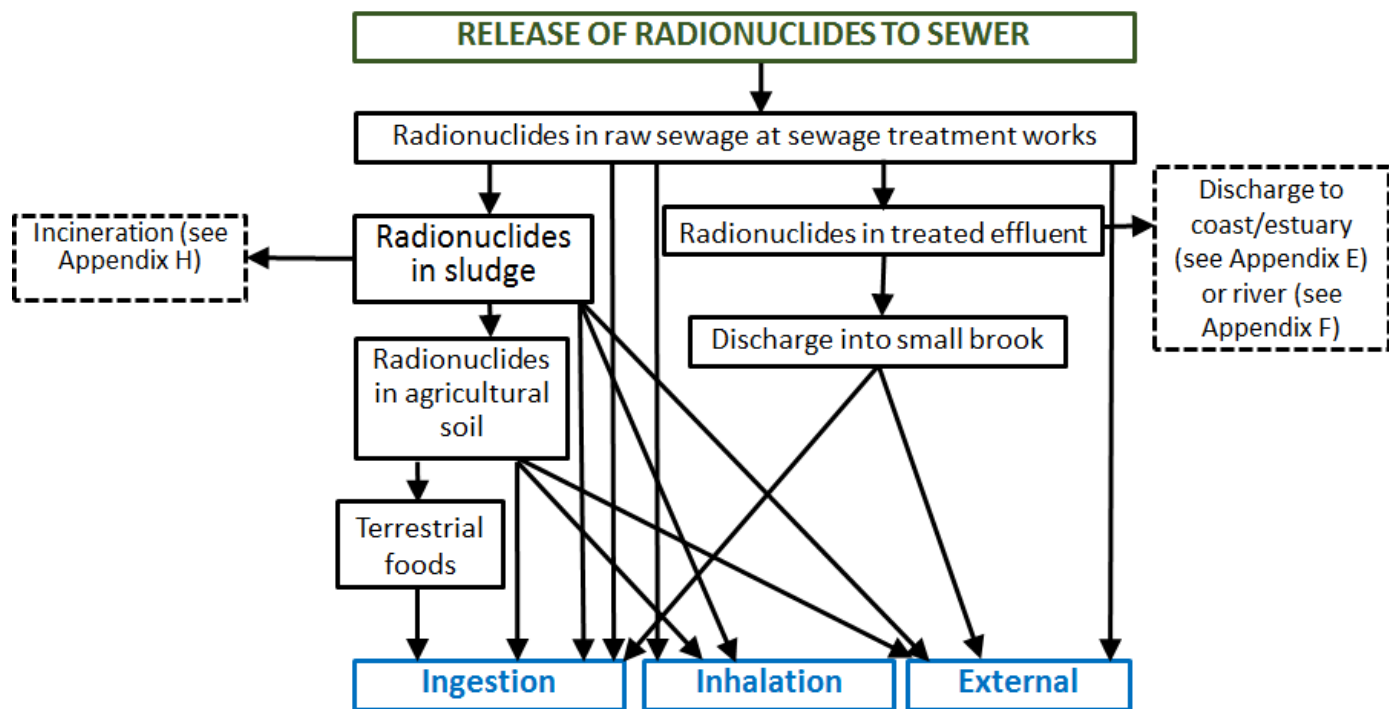 RELEASE OF RADIONUCLIDES TO SEWER
Radionuclides in raw sewage at sewage treatment works
Discharge to
coast/estuary
(see Appendix E)
or river (see
Appendix F)
Incineration (see
Appendix H)
Radionuclides
in sludge
Radionuclides in treated effluent
Discharge into small brook
Radionuclides
in agricultural
soil
Terrestrial
foods
Ingestion
Inhalation
External